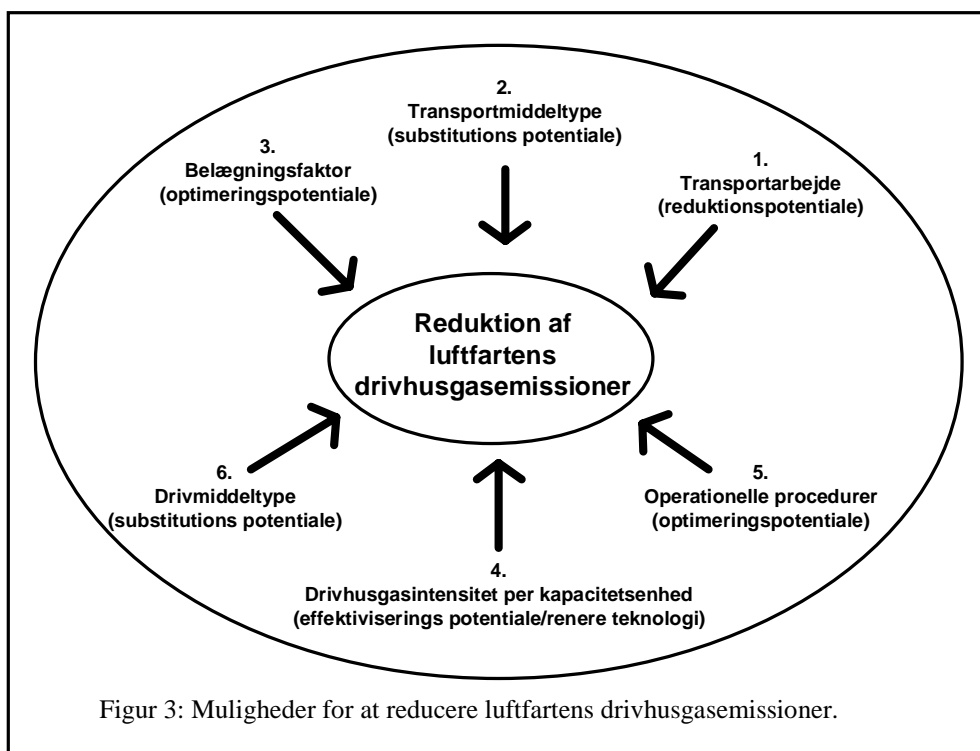 2.
Transportmiddeltype
(substitutions potentiale)
3.
Belægningsfaktor
(optimeringspotentiale)
1.
Transportarbejde
(reduktionspotentiale)
Reduktion af
luftfartens
drivhusgasemissioner
6.
Drivmiddeltype
(substitutions potentiale)
5.
Operationelle procedurer
(optimeringspotentiale)
4.
Drivhusgasintensitet per kapacitetsenhed
(effektiviserings potentiale/renere teknologi)
Figur 3: Muligheder for at reducere luftfartens drivhusgasemissioner.